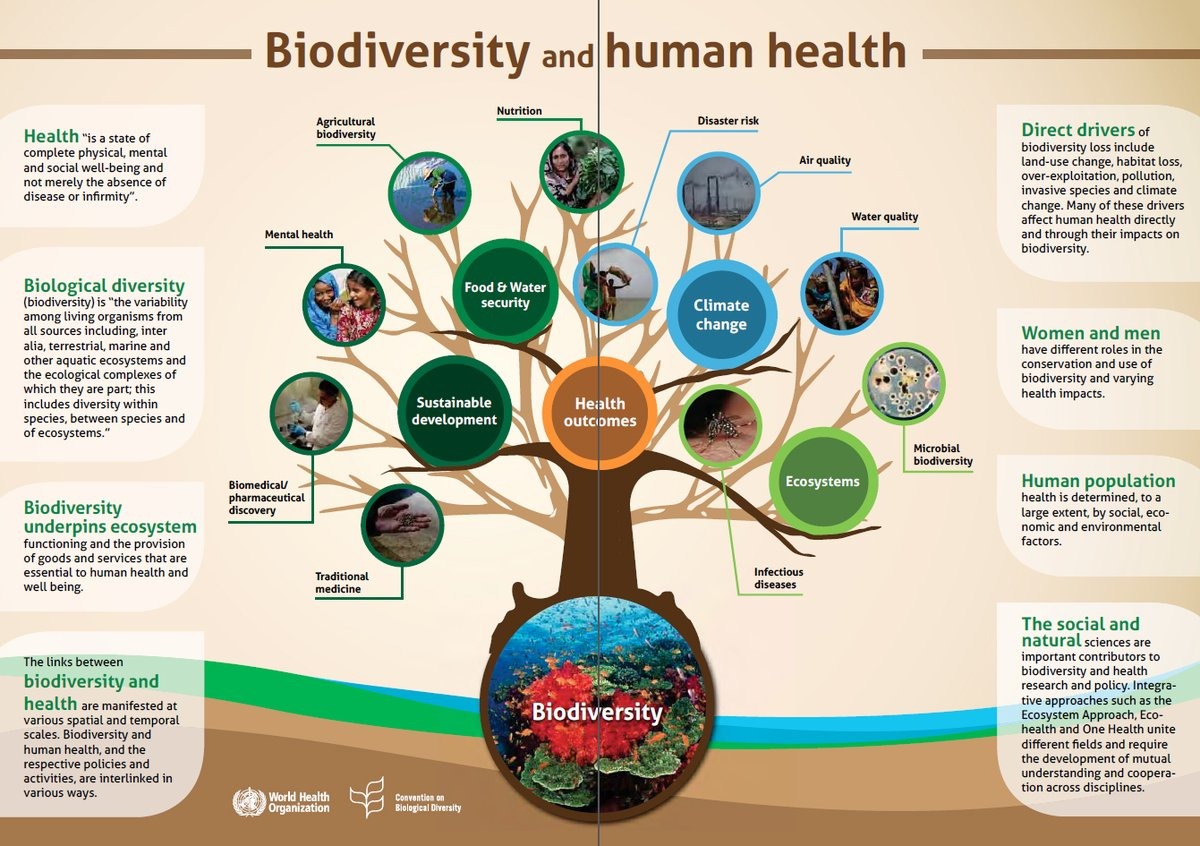 Biodiversity and human health
Health “is a state of
complete physical, mental
and social well-being and
not merely the absence of
disease or infirmity”.
Biological diversity
(biodiversity) is “the variability
among living organisms from
all sources including, inter
alia, terrestrial, marine and
other aquatic ecosystems and
the ecological complexes of
which they are part; this
includes diversity within
species, between species and
of ecosystems.”
Biodiversity
underpins ecosystem
functioning and the provision
of goods and services that are
essential to human health and
well being.
The links between
biodiversity and
health are manifested at
various spatial and temporal
scales. Biodiversity and
human health, and the
respective policies and
activities, are interlinked in
various ways.
Agricultural
biodiversity
Nutrition
Disaster risk
Air quality
Water quality
Mental health
Food & Water
security
Climate
change
Sustainable
development
Health
outcomes
Microbial
biodiversity
Ecosystems
Biomedical/
pharmaceutical
discovery
Traditional
medicine
Infectious
diseases
Biodiversity
World Health
Organization
Convention on
Biological Diversity
Direct drivers of
biodiversity loss include
land-use change, habitat loss,
over-exploitation, pollution,
invasive species and climate
change. Many of these drivers
affect human health directly
and through their impacts on
biodiversity.
Women and men
have different roles in the
conservation and use of
biodiversity and varying
health impacts.
Human population
health is determined, to a
large extent, by social, eco-
nomic and environmental
factors.
The social and
natural sciences are
important contributors to
biodiversity and health
research and policy. Integra-
tive approaches such as the
Ecosystem Approach, Eco-
health and One Health unite
different fields and require
the development of mutual
understanding and coopera-
tion across disciplines.